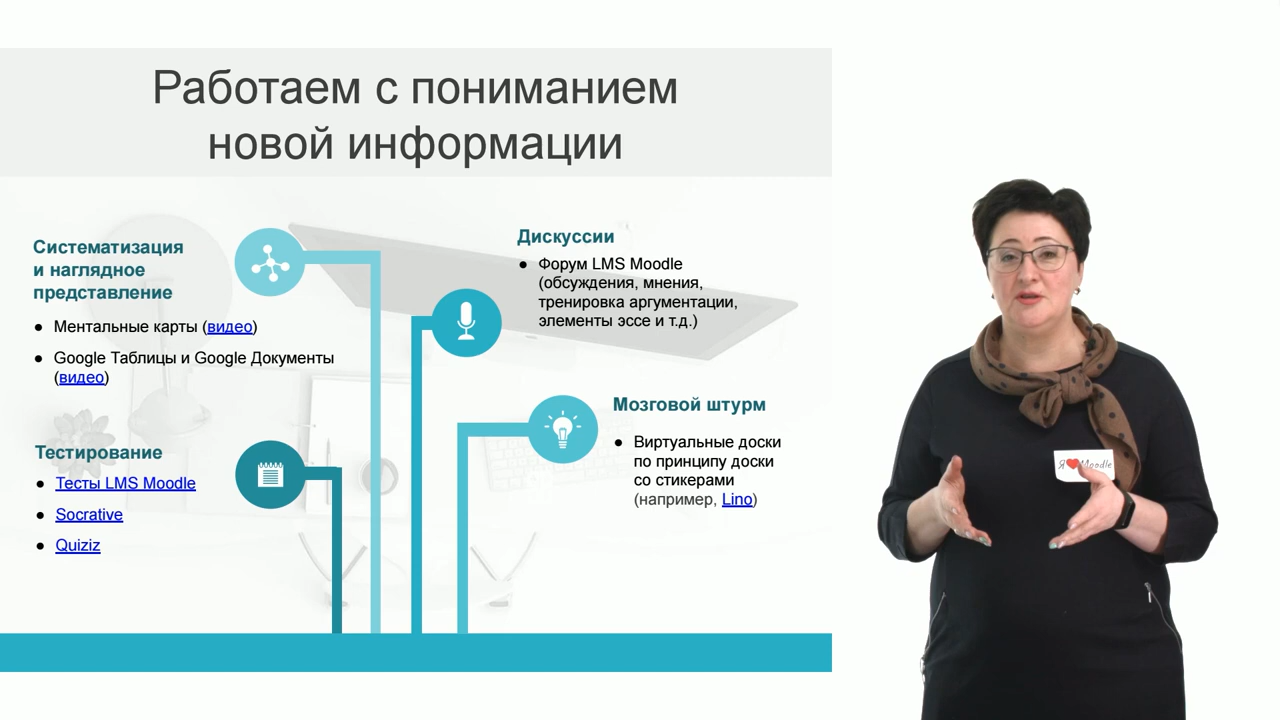 Работаем с пониманием
новой информации
Систематизация
и наглядное
представление
● Ментальные карты (видео)
● Google Таблицы и Google Документы
(видео)
Тестирование
● Тесты LMS Moodle
● Socrative
● Quiziz
Дискуссии
● Форум LMS Moodle
(обсуждения, мнения,
тренировка аргументации,
элементы эссе и т.д.)
Мозговой штурм
● Виртуальные доски
по принципу доски
со стикерами
(например, Lino)
Я Moodle